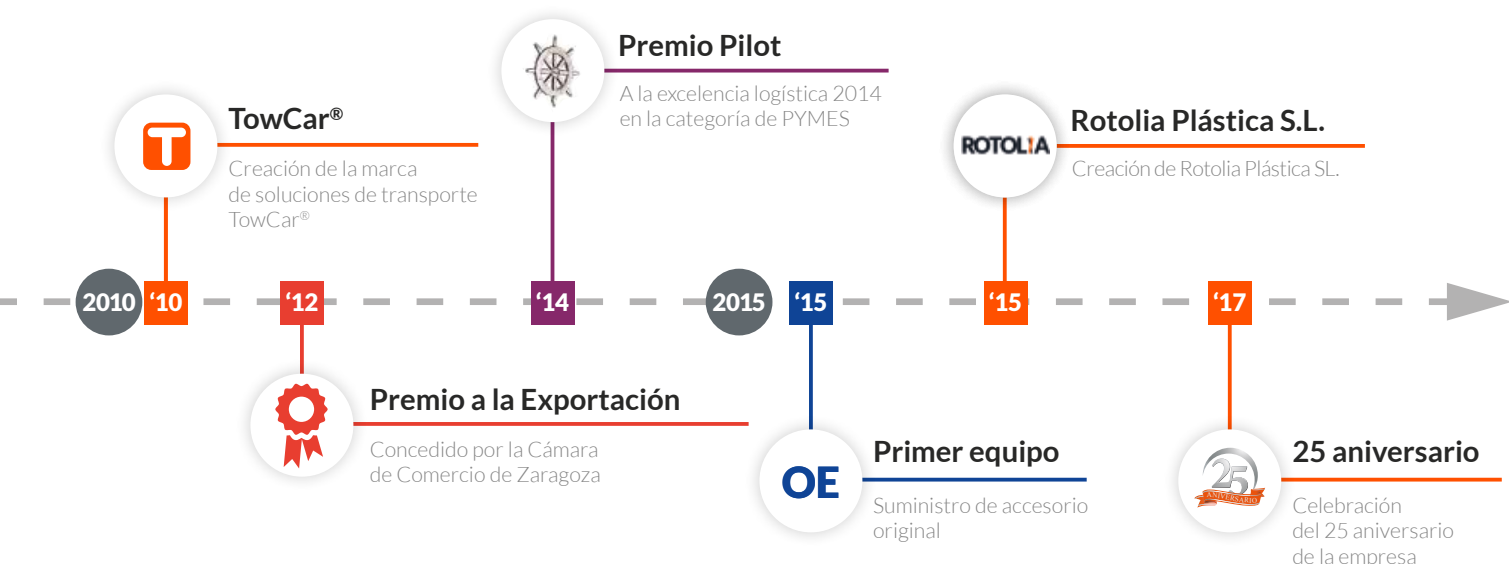 TowCar®
Creación de la marca
de soluciones de transporte
TowCar®
Premio Pilot
A la excelencia logística 2014
en la categoría de PYMES
ROTOLIA
Rotolia Plástica S.L.
Creación de Rotolia Plástica SL.
2010
‘10
‘12
‘14
2015
‘15
‘15
‘17
Premio a la Exportación
Concedido por la Cámara
de Comercio de Zaragoza
OE
Primer equipo
Suministro de accesorio
original
25
ANIVERSARIO
25 aniversario
Celebración
del 25 aniversario
de la empresa